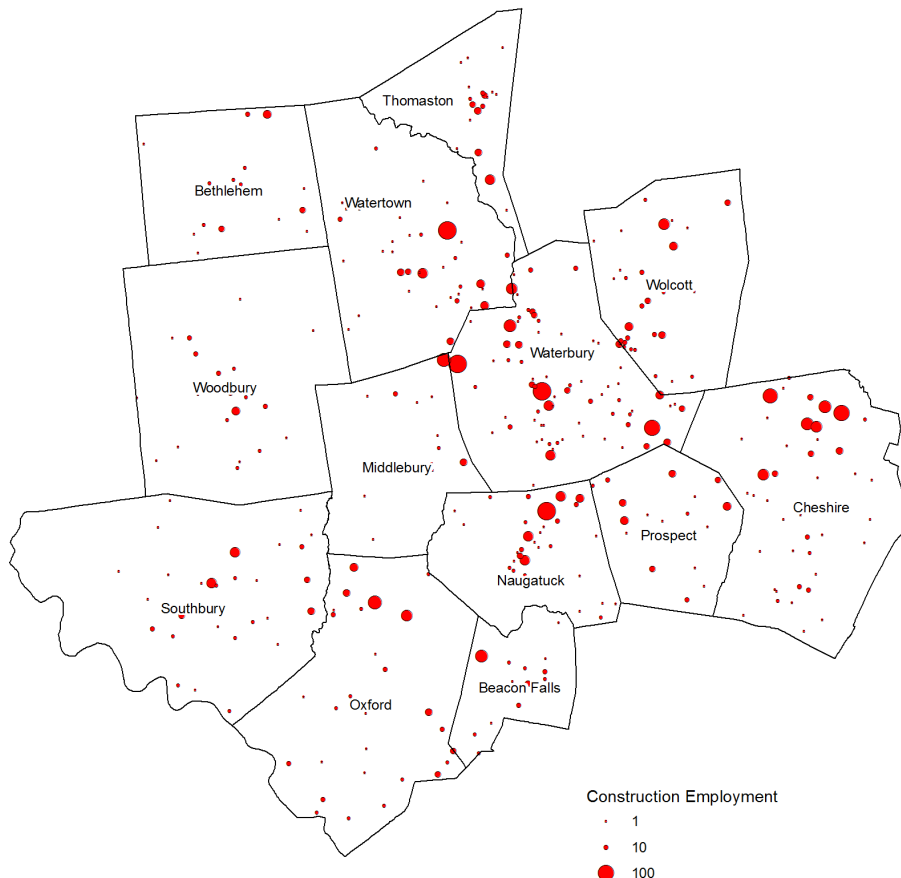 Thomaston
Bethlehem
Watertown
Wolcott
Waterbury
Woodbury
Middlebury
Cheshire
Prospect
Naugatuck
Southbury
Beacon Falls
Oxford
Construction Employment
1
10
100